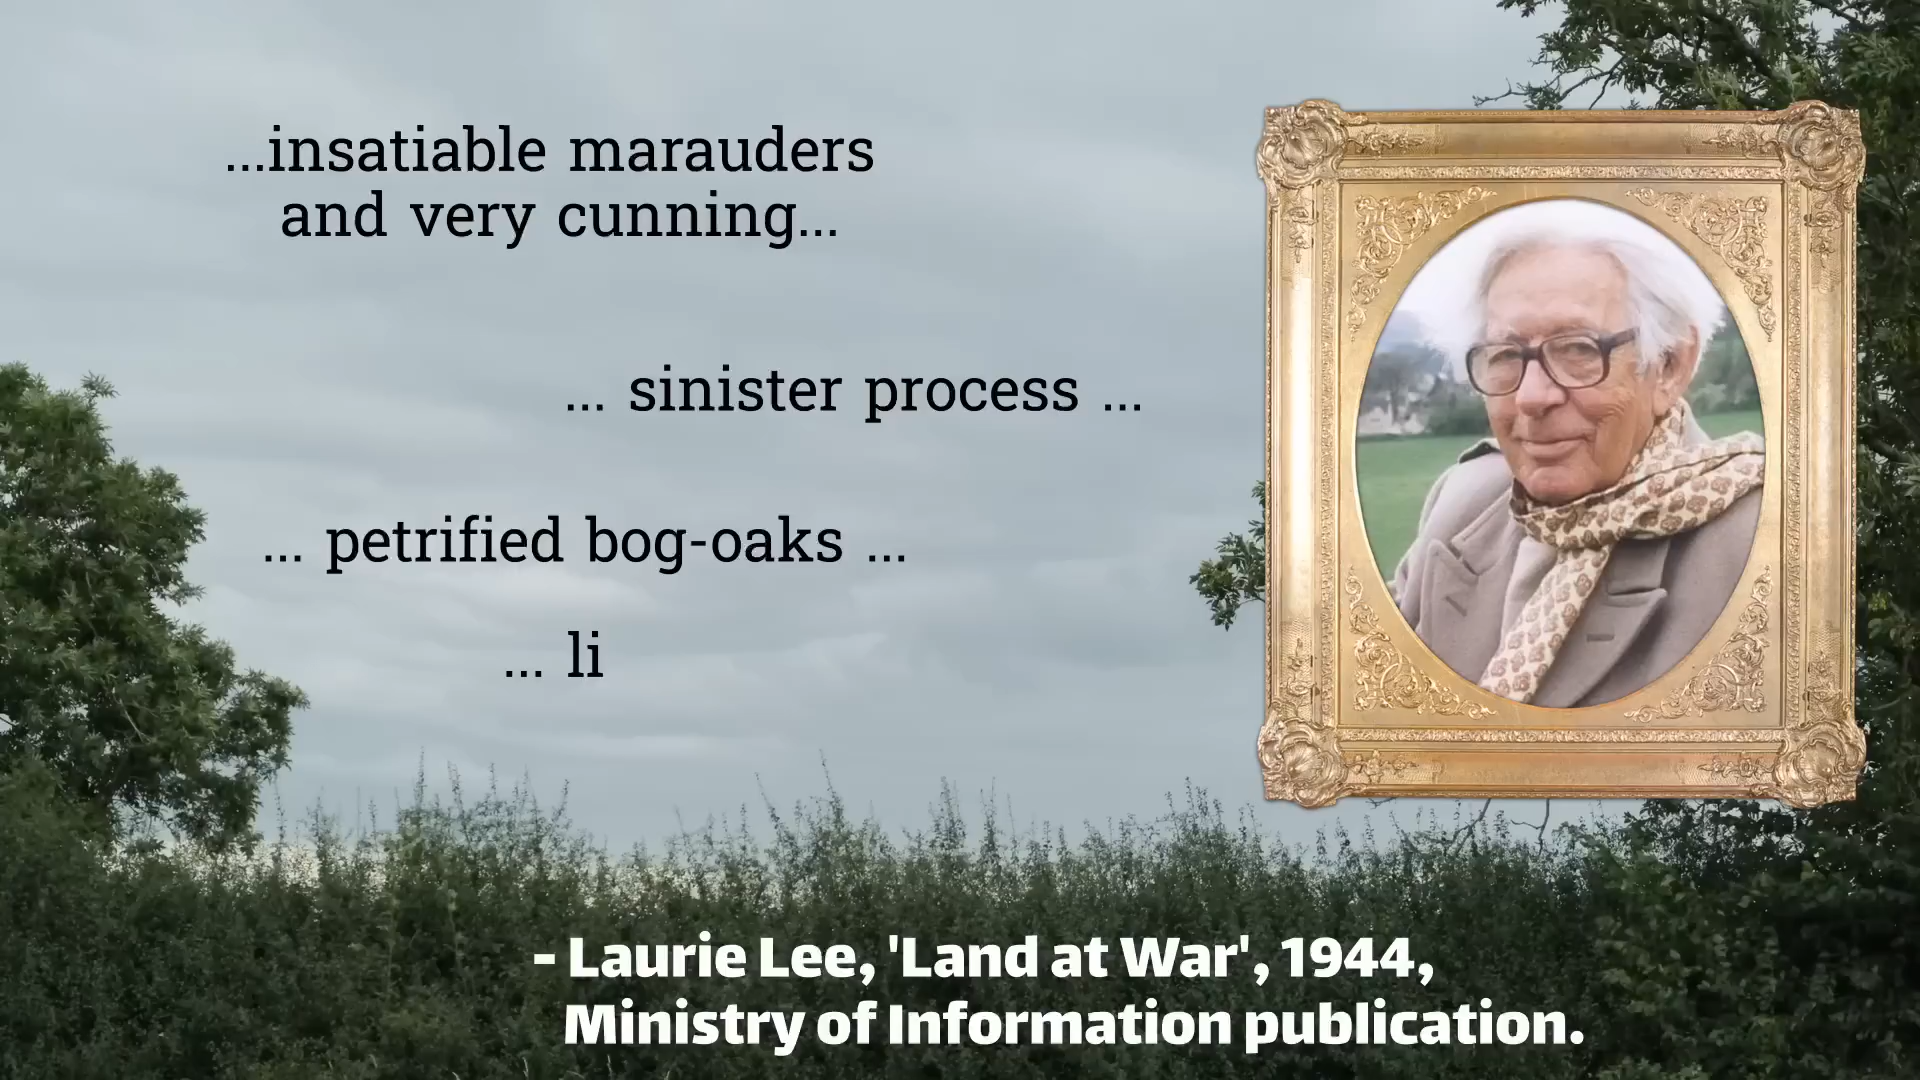 ...insatiable marauders
and very cunning...
... sinister process ...
... petrified bog-oaks ...
... li
- Laurie Lee, 'Land at War', 1944,
Ministry of Information publication.